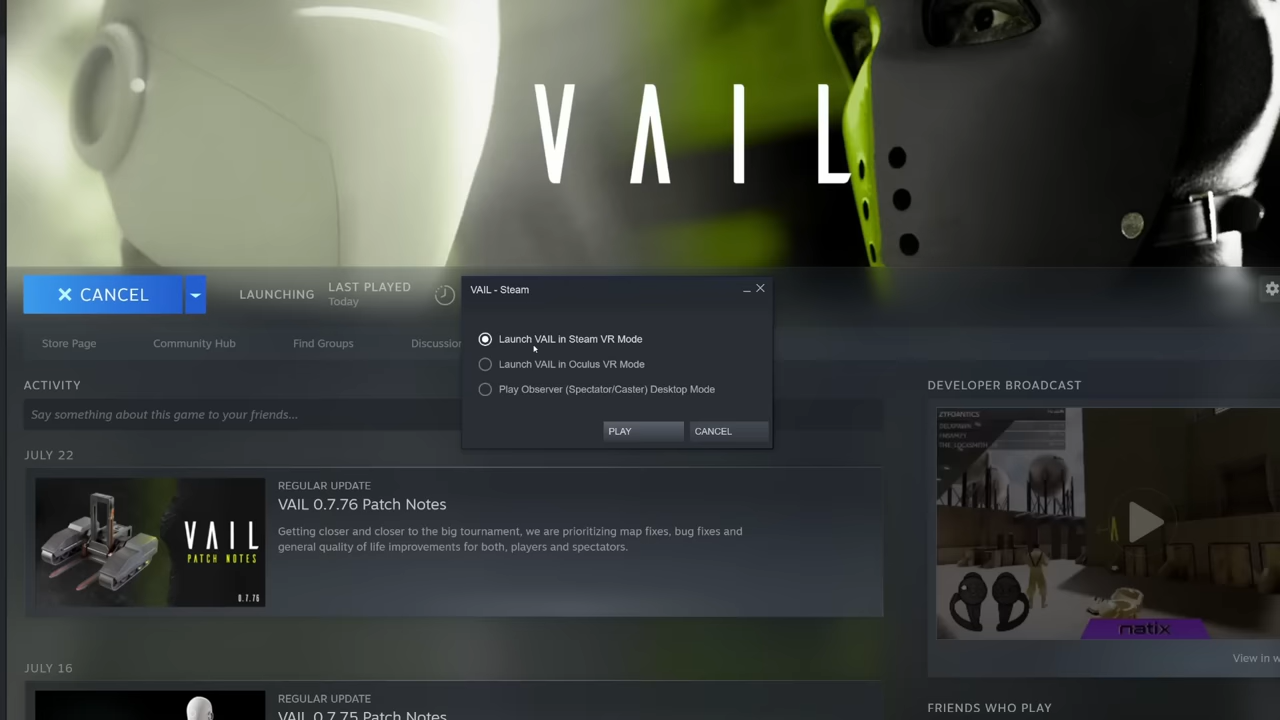 VAIL
CANCEL
LAUNCHING
LAST PLAYED
Today
VAIL - Steam
Launch VAIL in Steam VR Mode
Launch VAIL in Oculus VR Mode
Play Observer (Spectator/Caster) Desktop Mode
PLAY
CANCEL
Store Page
Community Hub
Find Groups
Discussion
ACTIVITY
Say something about this game to your friends...
JULY 22
VAIL
PATCH NOTES
0.7.76
REGULAR UPDATE
VAIL 0.7.76 Patch Notes
Getting closer and closer to the big tournament, we are prioritizing map fixes, bug fixes and
general quality of life improvements for both, players and spectators.
JULY 16
REGULAR UPDATE
VAIL 0.7.75 Patch Notes
DEVELOPER BROADCAST
ZTFOANTICS
natix
View in w
FRIENDS WHO PLAY